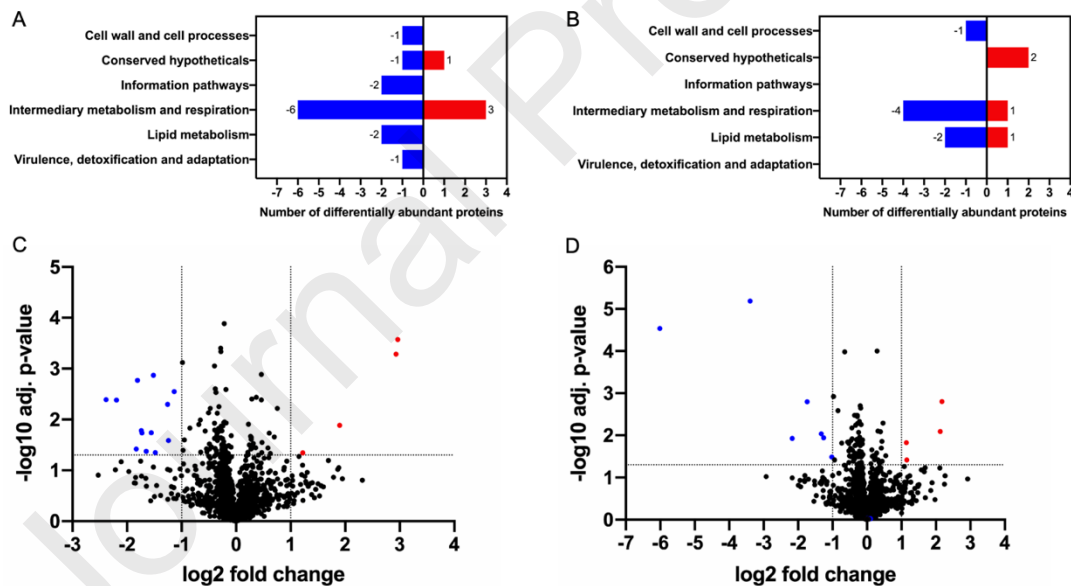 A
Cell wall and cell processes
Conserved hypotheticals
Information pathways
Intermediary metabolism and respiration
Lipid metabolism
Virulence, detoxification and adaptation
-1
-1 1
-2
-6 3
-2
-1
-7 -6 -5 -4 -3 -2 -1 0 1 2 3 4
Number of differentially abundant proteins
B
Cell wall and cell processes
Conserved hypotheticals
Information pathways
Intermediary metabolism and respiration
Lipid metabolism
Virulence, detoxification and adaptation
-1
2
-4 1
-2 1
-7 -6 -5 -4 -3 -2 -1 0 1 2 3 4
Number of differentially abundant proteins
C
5
4
3
2
1
0
-log10 adj. p-value
-3 -2 -1 0 1 2 3 4
log2 fold change
D
6
5
4
3
2
1
0
-log10 adj. p-value
-7 -6 -5 -4 -3 -2 -1 0 1 2 3 4
log2 fold change
Journal Pr